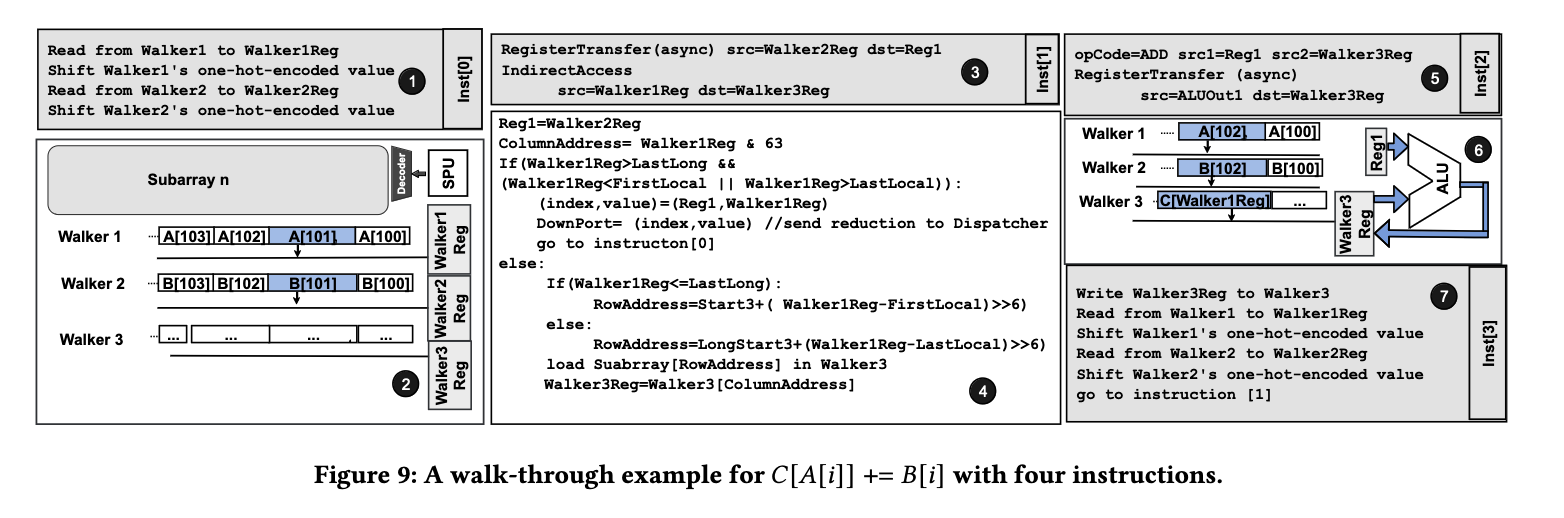 Read from Walker1 to Walker1Reg
Shift Walker1's one-hot-encoded value
Read from Walker2 to Walker2Reg
Shift Walker2's one-hot-encoded value
1
Inst[0]
Subarray n
Decoder
SPU
Walker 1
A[103] A[102] A[101] A[100]
Walker1 Reg
Walker 2
B[103] B[102] B[101] B[100]
Walker2 Reg
Walker 3
... ... ... ...
Walker3 Reg
2
RegisterTransfer(async) src=Walker2Reg dst=Reg1
IndirectAccess
src=Walker1Reg dst=Walker3Reg
3
Inst[1]
Reg1=Walker2Reg
ColumnAddress= Walker1Reg & 63
If(Walker1Reg>LastLong &&
(Walker1Reg<FirstLocal || Walker1Reg>LastLocal)):
(index,value)=(Reg1,Walker1Reg)
DownPort= (index,value) //send reduction to Dispatcher
go to instructon[0]
else:
If(Walker1Reg<=LastLong):
RowAddress=Start3+( Walker1Reg-FirstLocal)>>6)
else:
RowAddress=LongStart3+(Walker1Reg-LastLocal)>>6)
load Suabrray[RowAddress] in Walker3
Walker3Reg=Walker3[ColumnAddress]
4
opCode=ADD src1=Reg1 src2=Walker3Reg
RegisterTransfer (async)
src=ALUOut1 dst=Walker3Reg
5
Inst[2]
Walker 1
A[102] A[100]
Walker 2
B[102] B[100]
Walker 3
C[Walker1Reg] ...
Reg1
Walker3 Reg
ALU
6
Write Walker3Reg to Walker3
Read from Walker1 to Walker1Reg
Shift Walker1's one-hot-encoded value
Read from Walker2 to Walker2Reg
Shift Walker2's one-hot-encoded value
go to instruction [1]
7
Inst[3]
Figure 9: A walk-through example for C[A[i]] += B[i] with four instructions.